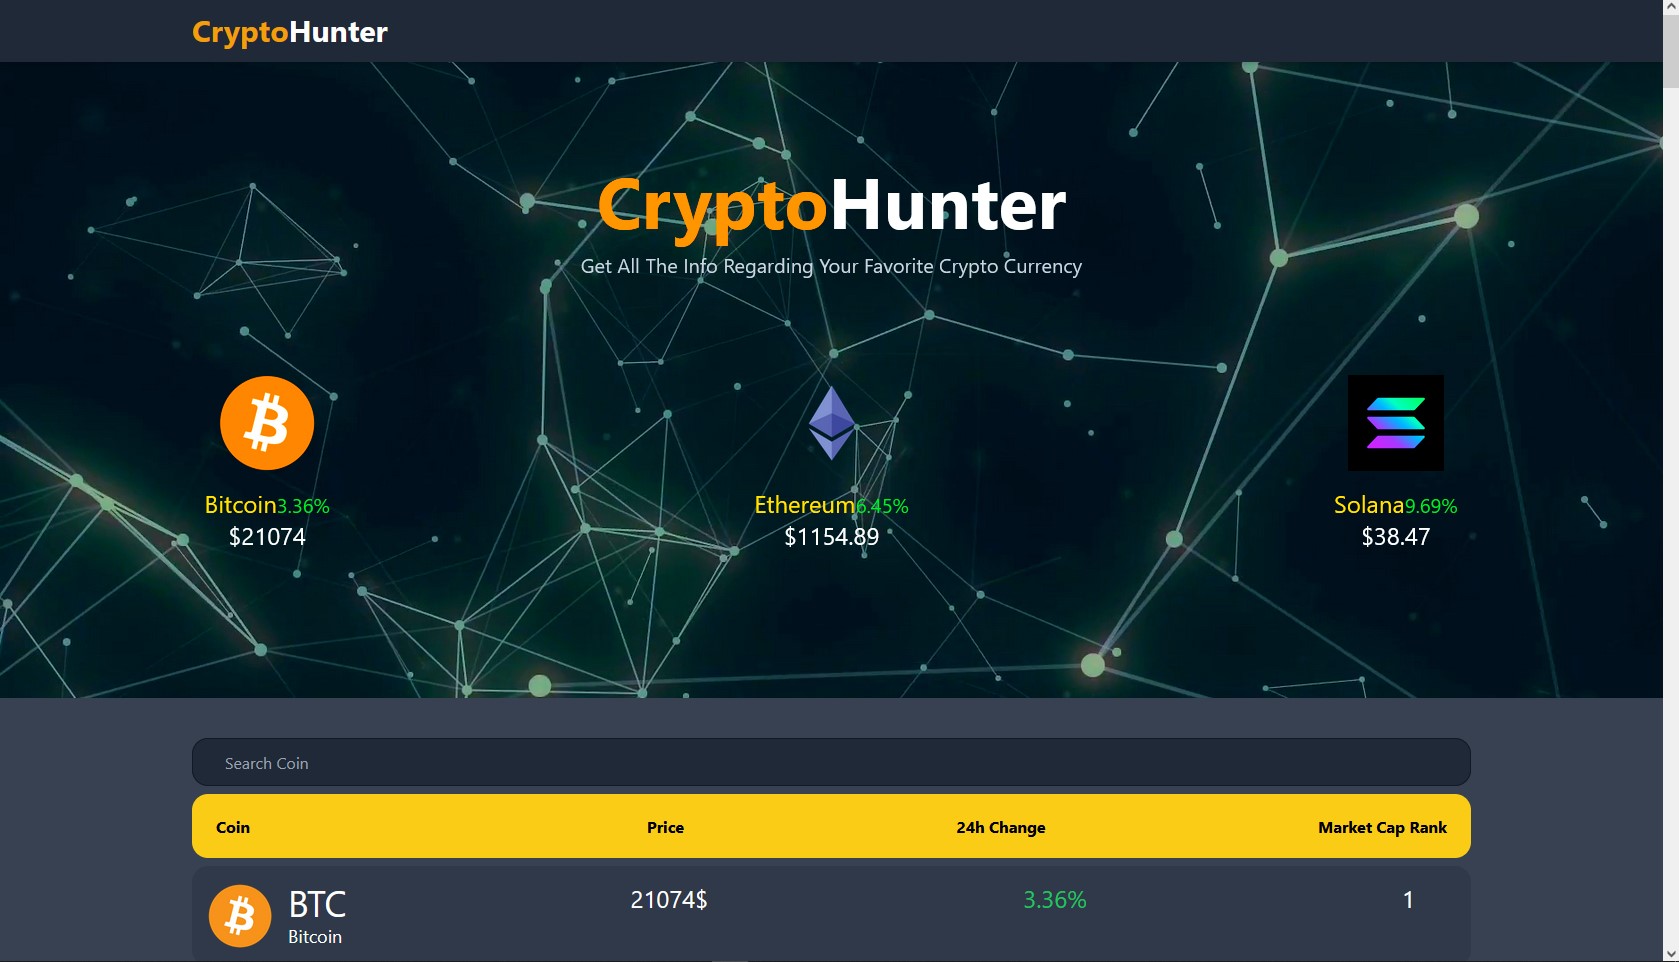 CryptoHunter
CryptoHunter
Get All The Info Regarding Your Favorite Crypto Currency
Bitcoin3.36%
$21074
Ethereum6.45%
$1154.89
Solana9.69%
$38.47
Search Coin
Coin Price 24h Change Market Cap Rank
BTC 21074$ 3.36% 1
Bitcoin